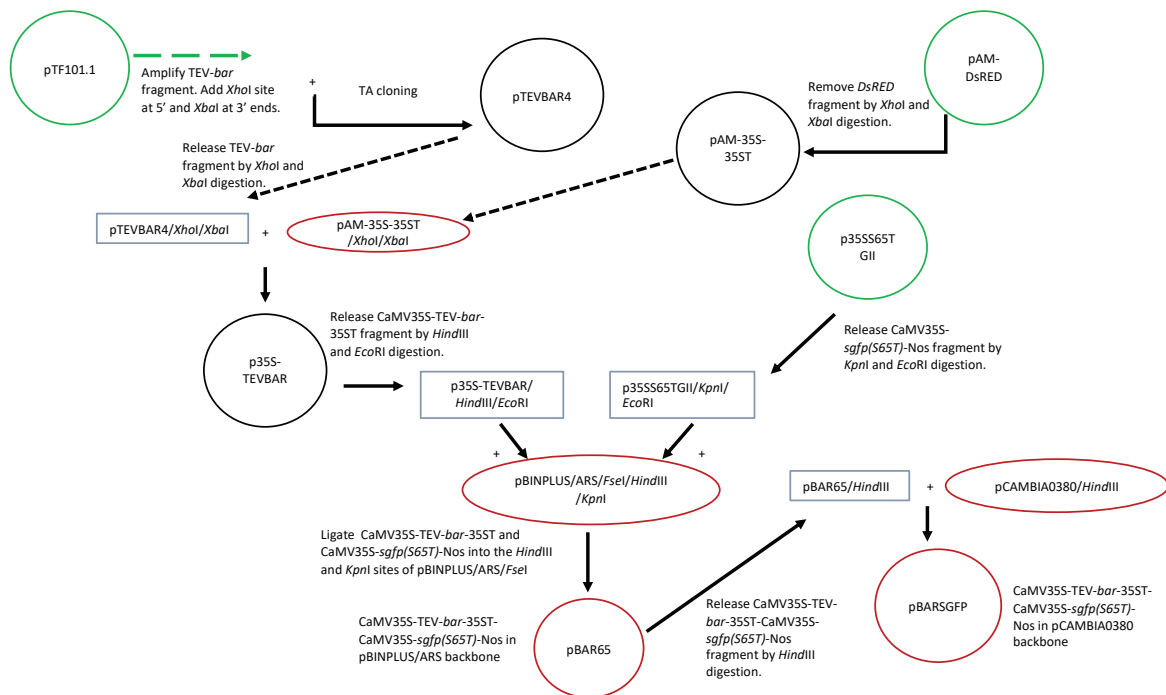 pTF101.1
Amplify TEV-bar
fragment. Add XhoI site
at 5’ and XbaI at 3’ ends.
+
TA cloning
pTEVBAR4
Remove DsRED
fragment by XhoI and
XbaI digestion.
pAM-
DsRED
pAM-35S-
35ST
Release TEV-bar
fragment by XhoI and
XbaI digestion.
pTEVBAR4/XhoI/XbaI
+
pAM-35S-35ST
/XhoI/XbaI
p35SS65T
GII
p35S-
TEVBAR
Release CaMV35S-TEV-bar-
35ST fragment by HindIII
and EcoRI digestion.
Release CaMV35S-
sgfp(S65T)-Nos fragment by
KpnI and EcoRI digestion.
p35S-TEVBAR/
HindIII/EcoRI
p35SS65TGII/KpnI/
EcoRI
+
+
pBINPLUS/ARS/FseI/HindIII
/KpnI
pBAR65/HindIII
+
pCAMBIA0380/HindIII
Ligate CaMV35S-TEV-bar-35ST and
CaMV35S-sgfp(S65T)-Nos into the HindIII
and KpnI sites of pBINPLUS/ARS/FseI
CaMV35S-TEV-bar-35ST-
CaMV35S-sgfp(S65T)-Nos in
pBINPLUS/ARS backbone
pBAR65
Release CaMV35S-TEV-
bar-35ST-CaMV35S-
sgfp(S65T)-Nos
fragment by HindIII
digestion.
pBARSGFP
CaMV35S-TEV-bar-35ST-
CaMV35S-sgfp(S65T)-
Nos in pCAMBIA0380
backbone